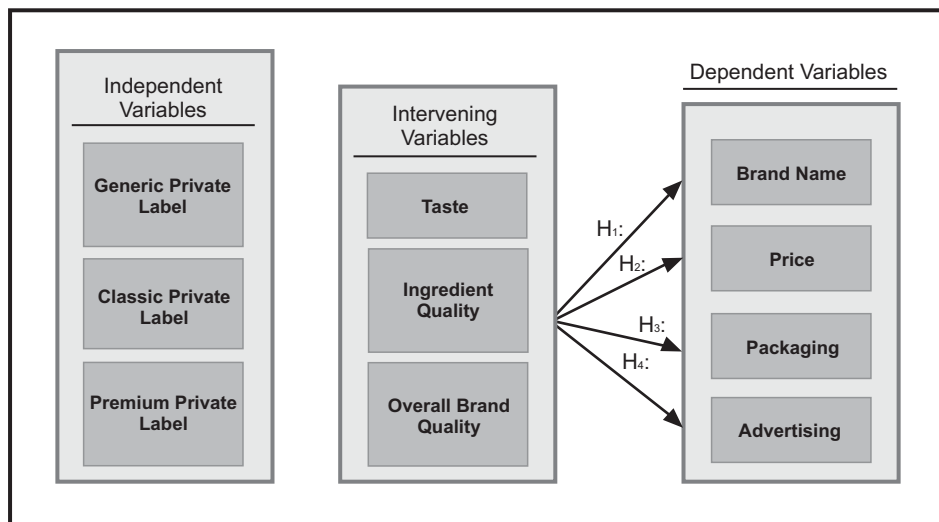 Independent
Variables
Generic Private
Label
Classic Private
Label
Premium Private
Label
Intervening
Variables
Taste
Ingredient
Quality
Overall Brand
Quality
H₁:
H₂:
H₃:
H₄:
Dependent Variables
Brand Name
Price
Packaging
Advertising